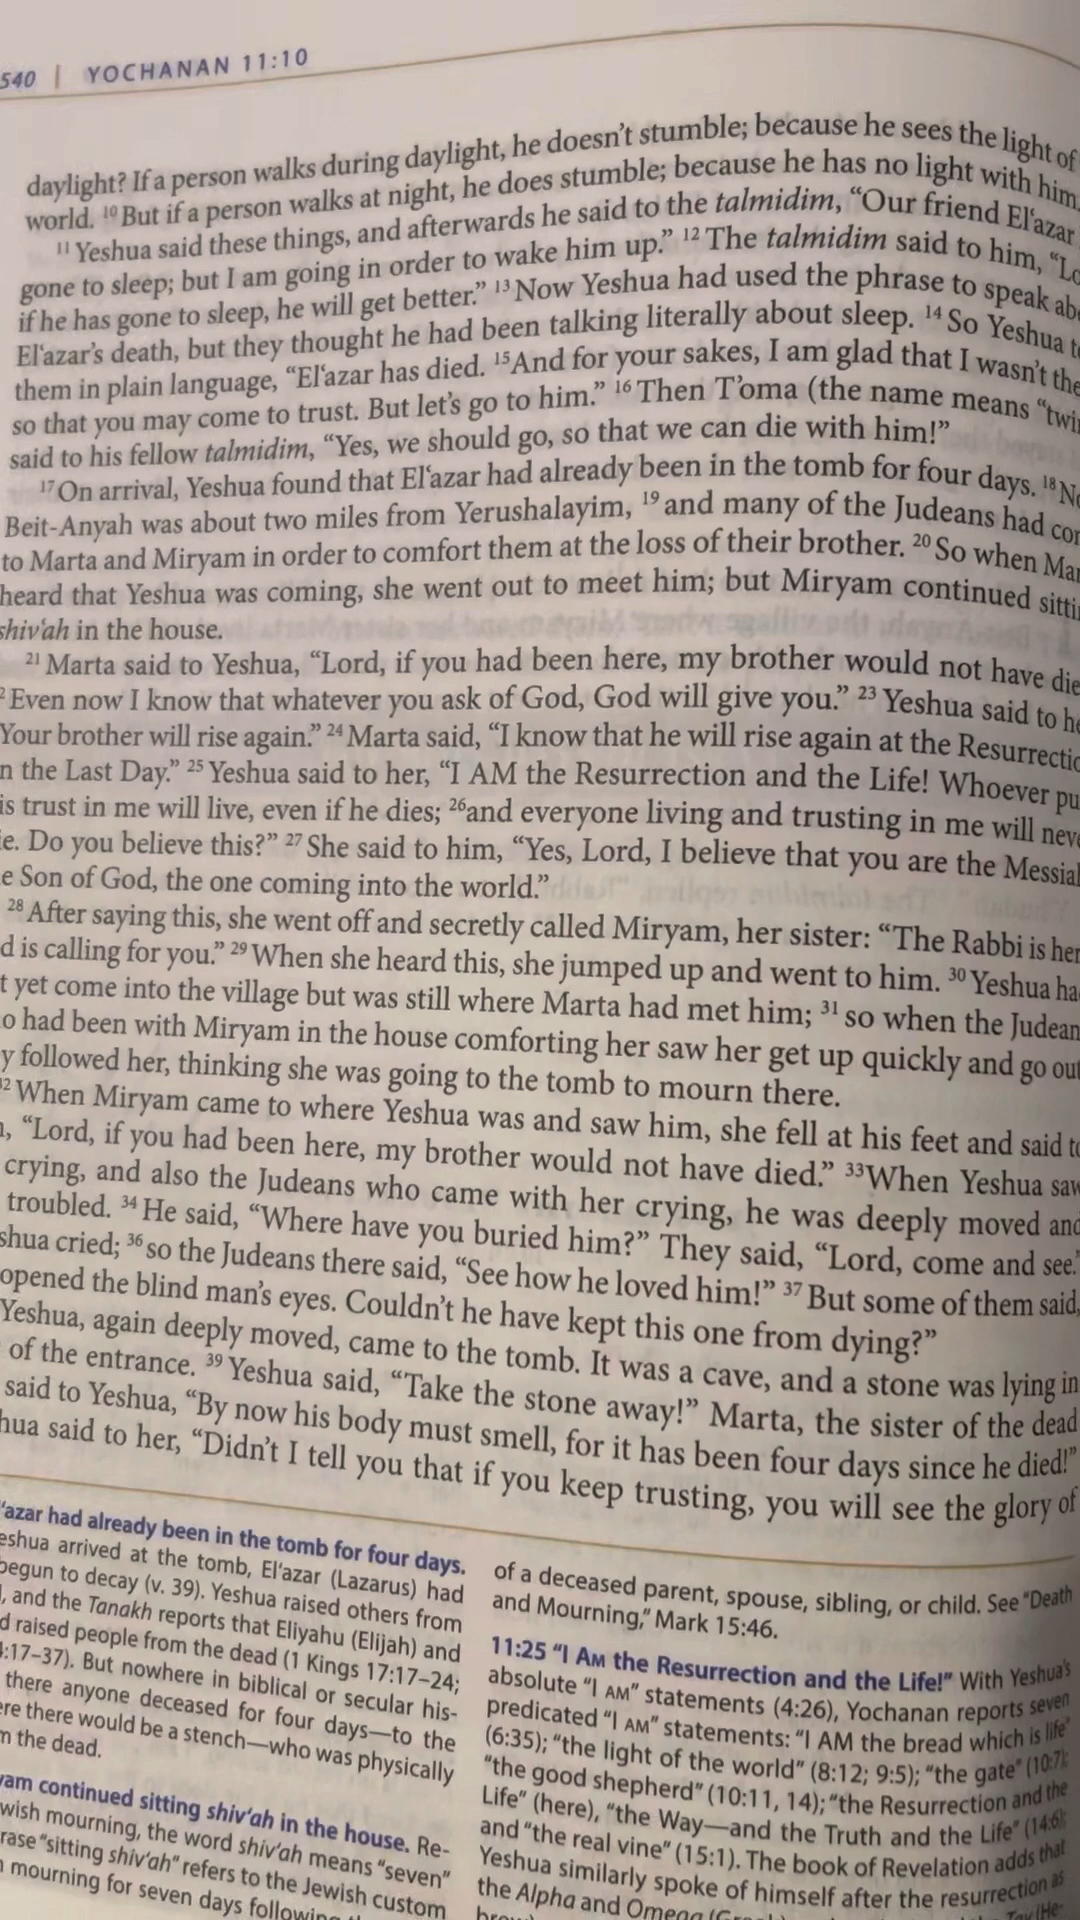 540 | YOCHANAN 11:10
daylight? If a person walks during daylight, he doesn't stumble; because he sees the light of
world. 10 But if a person walks at night, he does stumble; because he has no light with him.
11 Yeshua said these things, and afterwards he said to the talmidim, “Our friend El‘azar
gone to sleep; but I am going in order to wake him up.” 12 The talmidim said to him,
if he has gone to sleep, he will get better.” 13 Now Yeshua had used the phrase to speak
El‘azar’s death, but they thought he had been talking literally about sleep. 14 So Yeshua
them in plain language, “El‘azar has died. 15 And for your sakes, I am glad that I wasn’t
so that you may come to trust. But let’s go to him.” 16 Then T’oma (the name means
said to his fellow talmidim, “Yes, we should go, so that we can die with him!”
17 On arrival, Yeshua found that El‘azar had already been in the tomb for four days. 18
Beit-Anyah was about two miles from Yerushalayim, 19 and many of the Judeans had
to Marta and Miryam in order to comfort them at the loss of their brother. 20 So when
heard that Yeshua was coming, she went out to meet him; but Miryam continued
shiv‘ah in the house.
21 Marta said to Yeshua, “Lord, if you had been here, my brother would not have
Even now I know that whatever you ask of God, God will give you.” 23 Yeshua said to
Your brother will rise again.” 24 Marta said, “I know that he will rise again at the
the Last Day.” 25 Yeshua said to her, “I AM the Resurrection and the Life! Whoever
trust in me will live, even if he dies; 26 and everyone living and trusting in me will
Do you believe this?” 27 She said to him, “Yes, Lord, I believe that you are the
Son of God, the one coming into the world.”
28 After saying this, she went off and secretly called Miryam, her sister: “The Rabbi is
is calling for you.” 29 When she heard this, she jumped up and went to him. 30 Yeshua
yet come into the village but was still where Marta had met him; 31 so when the
had been with Miryam in the house comforting her saw her get up quickly and go
followed her, thinking she was going to the tomb to mourn there.
When Miryam came to where Yeshua was and saw him, she fell at his feet and said
“Lord, if you had been here, my brother would not have died.” 33 When Yeshua
crying, and also the Judeans who came with her crying, he was deeply moved and
troubled. 34 He said, “Where have you buried him?” They said, “Lord, come and see.”
cried; 36 so the Judeans there said, “See how he loved him!” 37 But some of them said,
opened the blind man’s eyes. Couldn’t he have kept this one from dying?”
Yeshua, again deeply moved, came to the tomb. It was a cave, and a stone was lying in
of the entrance. 39 Yeshua said, “Take the stone away!” Marta, the sister of the dead
said to Yeshua, “By now his body must smell, for it has been four days since he died!”
said to her, “Didn’t I tell you that if you keep trusting, you will see the glory of
‘azar had already been in the tomb for four days.
arrived at the tomb, El‘azar (Lazarus) had
begun to decay (v. 39). Yeshua raised others from
and the Tanakh reports that Eliyahu (Elijah) and
raised people from the dead (1 Kings 17:17–24;
:17–37). But nowhere in biblical or secular his-
there anyone deceased for four days—to the
there would be a stench—who was physically
the dead.
continued sitting shiv‘ah in the house. Re-
mourning, the word shiv‘ah means “seven”
“sitting shiv‘ah” refers to the Jewish custom
mourning for seven days following
of a deceased parent, spouse, sibling, or child. See “Death
and Mourning,” Mark 15:46.
11:25 “I AM the Resurrection and the Life!” With Yeshua’s
absolute “I AM” statements (4:26), Yochanan reports seven
predicated “I AM” statements: “I AM the bread which is life”
(6:35); “the light of the world” (8:12; 9:5); “the gate” (10:7);
“the good shepherd” (10:11, 14); “the Resurrection and the
Life” (here), “the Way—and the Truth and the Life” (14:6);
and “the real vine” (15:1). The book of Revelation adds that
Yeshua similarly spoke of himself after the resurrection as
the Alpha and Omega